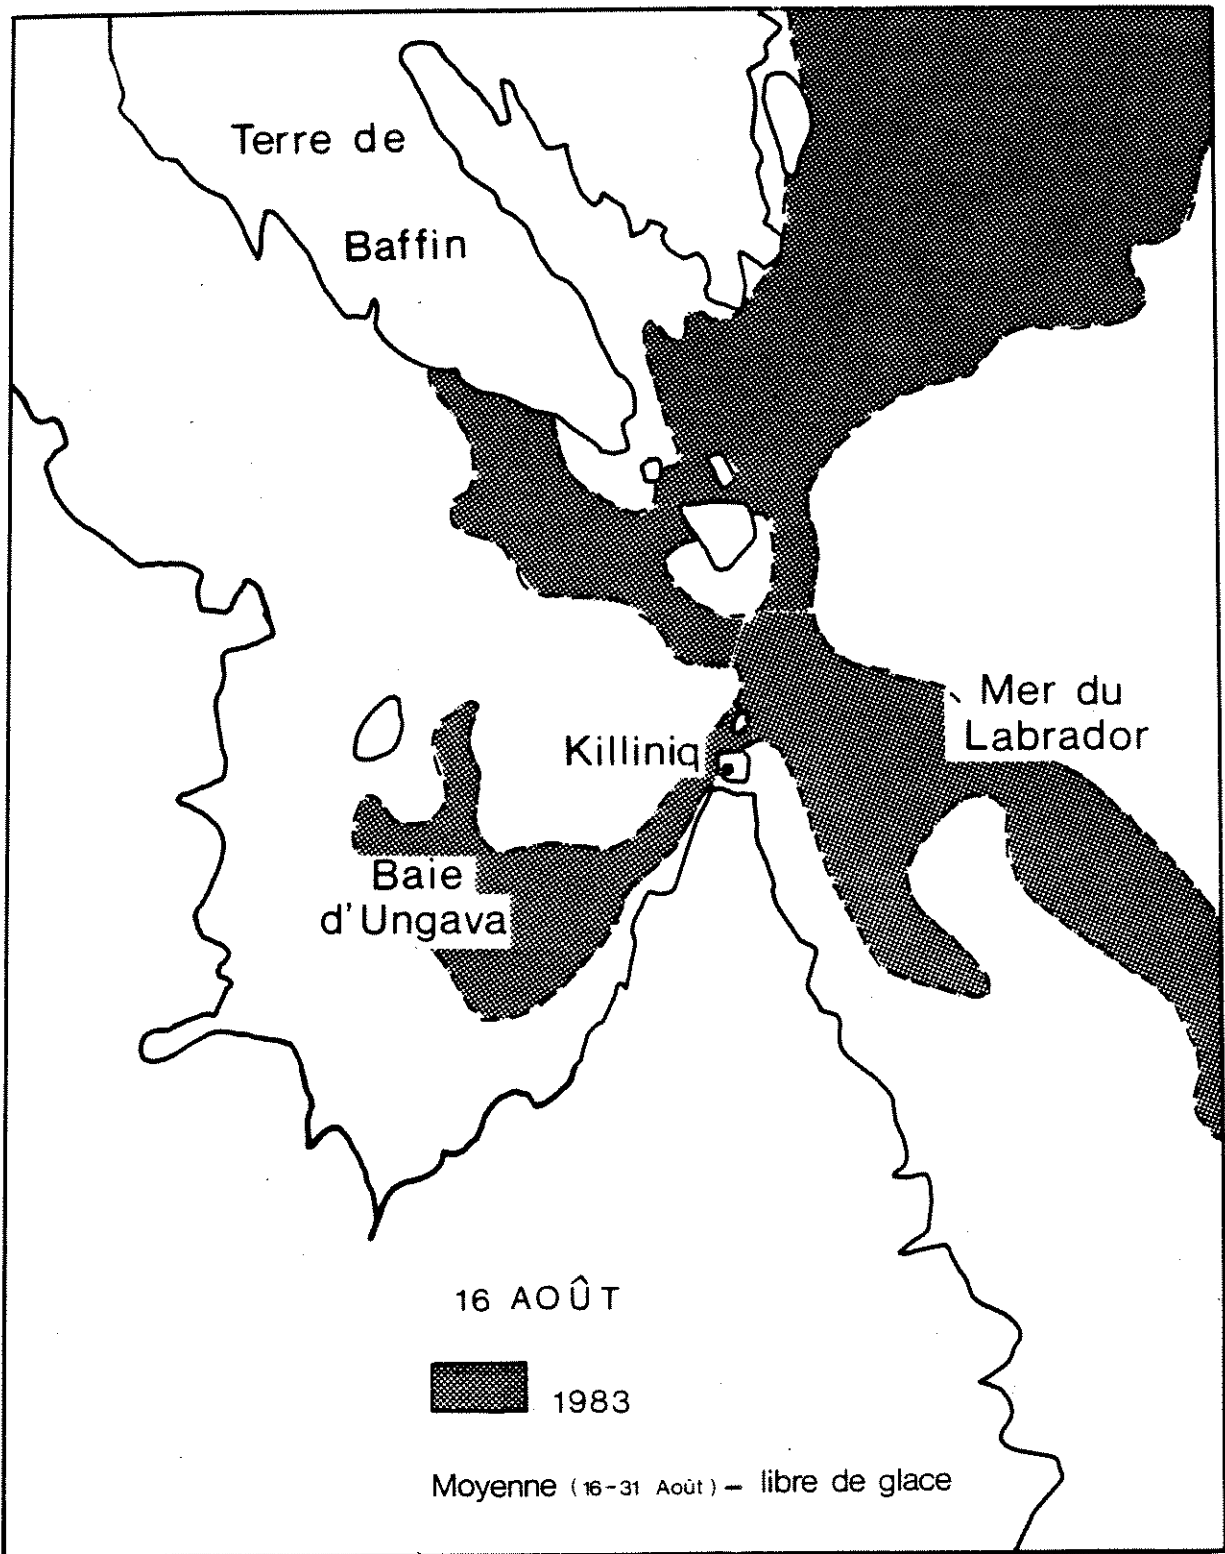 Terre de
Baffin
Mer du
Labrador
Killiniq
Baie
d'Ungava
16 AOÛT
1983
Moyenne (16-31 Août) – libre de glace